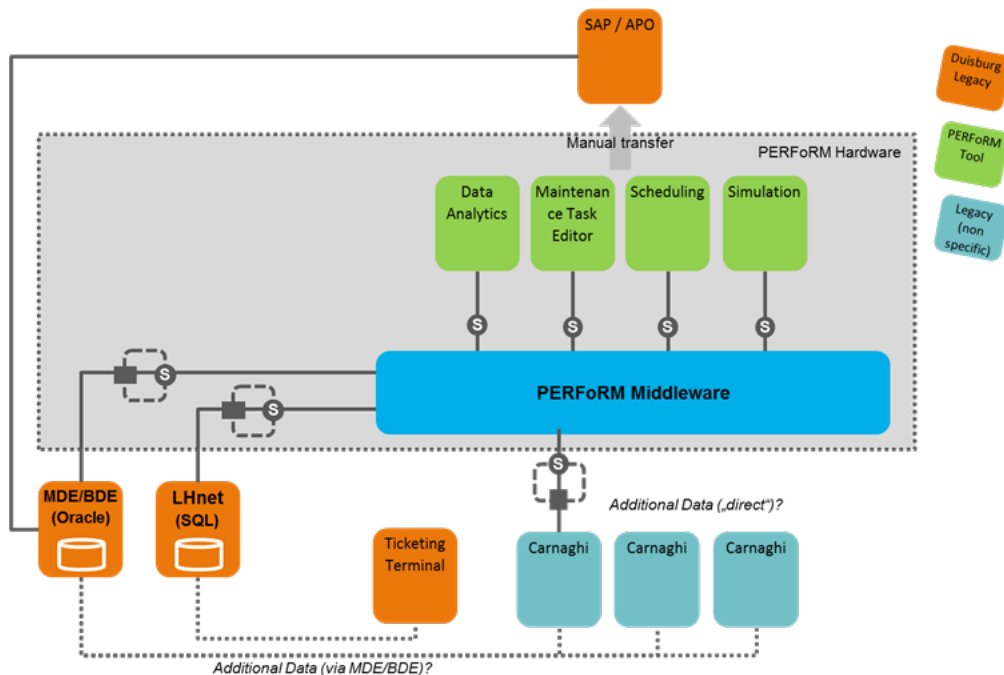 SAP / APO
Duisburg
Legacy
PERFoRM
Tool
Legacy
(non
specific)
Manual transfer
PERFoRM Hardware
Data
Analytics
Maintenan
ce Task
Editor
Scheduling
Simulation
S
S
S
S
S
S
PERFoRM Middleware
S
MDE/BDE
(Oracle)
LHnet
(SQL)
Additional Data („direct“)?
Ticketing
Terminal
Carnaghi
Carnaghi
Carnaghi
Additional Data (via MDE/BDE)?